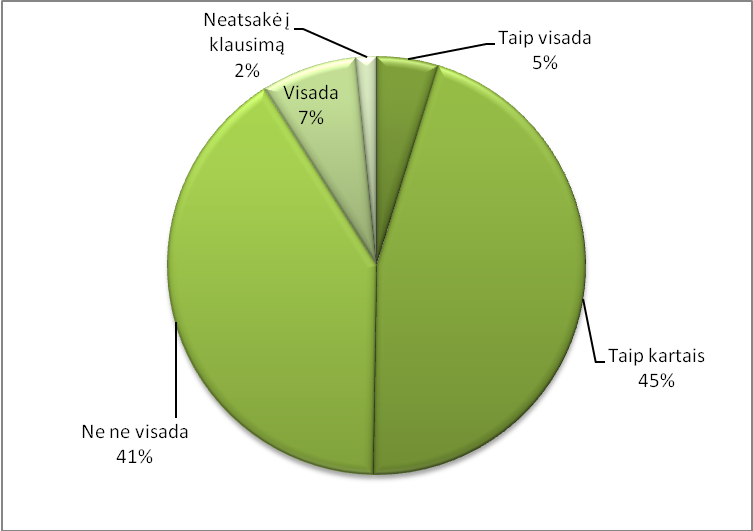 Neatsakė į
klausimą
2%
Taip visada
5%
Visada
7%
Taip kartais
45%
Ne ne visada
41%